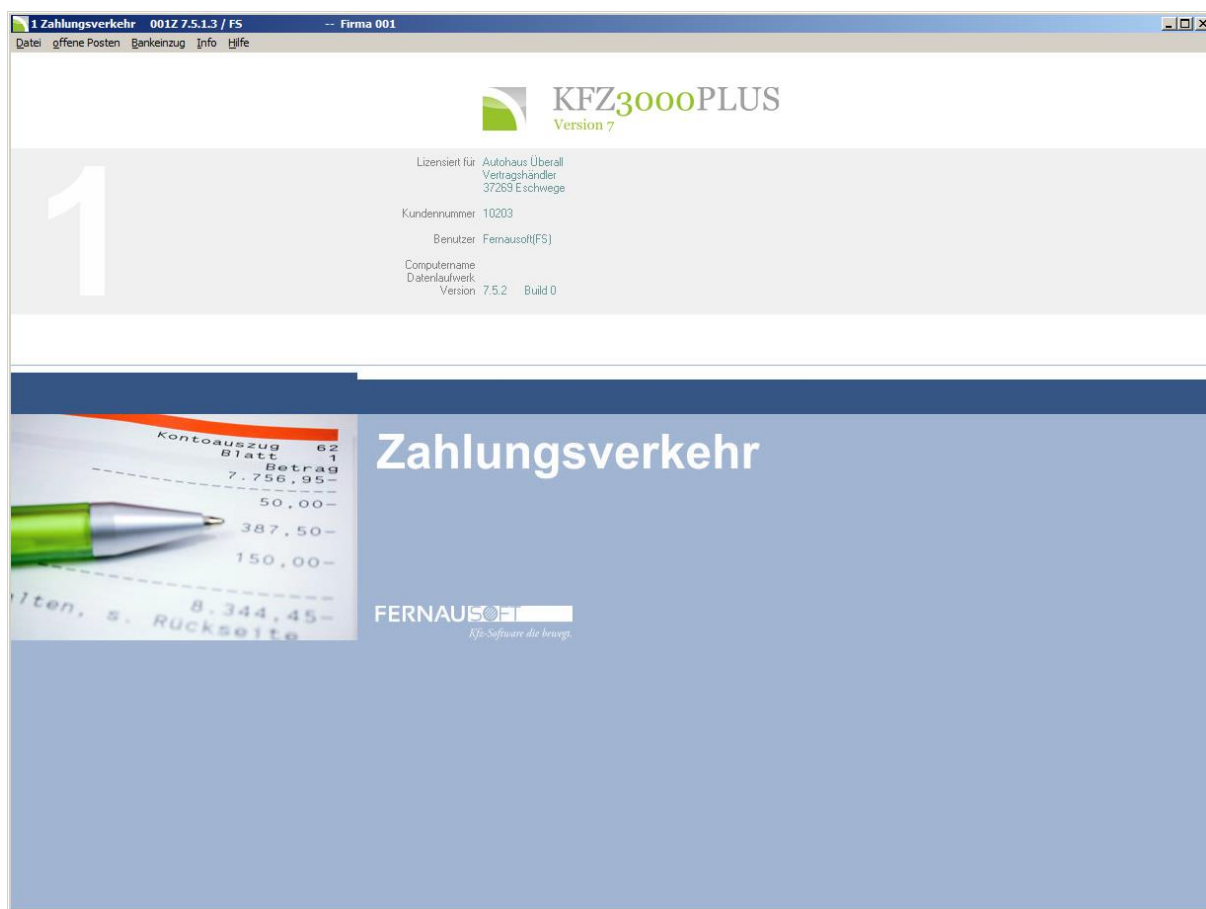 1 Zahlungsverkehr 001Z 7.5.1.3 / FS -- Firma 001
Datei offene Posten Bankeinzug Info Hilfe
KFZ3000PLUS
Version 7
1
Lizensiert für Autohaus Überall
Vertragshändler
37269 Eschwege
Kundennummer 10203
Benutzer Fernausoft(FS)
Computername
Datenlaufwerk
Version 7.5.2 Build 0
Kontoauszug 62
Blatt 1
Betrag
7.756,95-
50,00-
387,50-
150,00-
8.344,45-
lten, s. Rückseite
Zahlungsverkehr
FERNAUSOFT
Kfz-Software die bewegt.